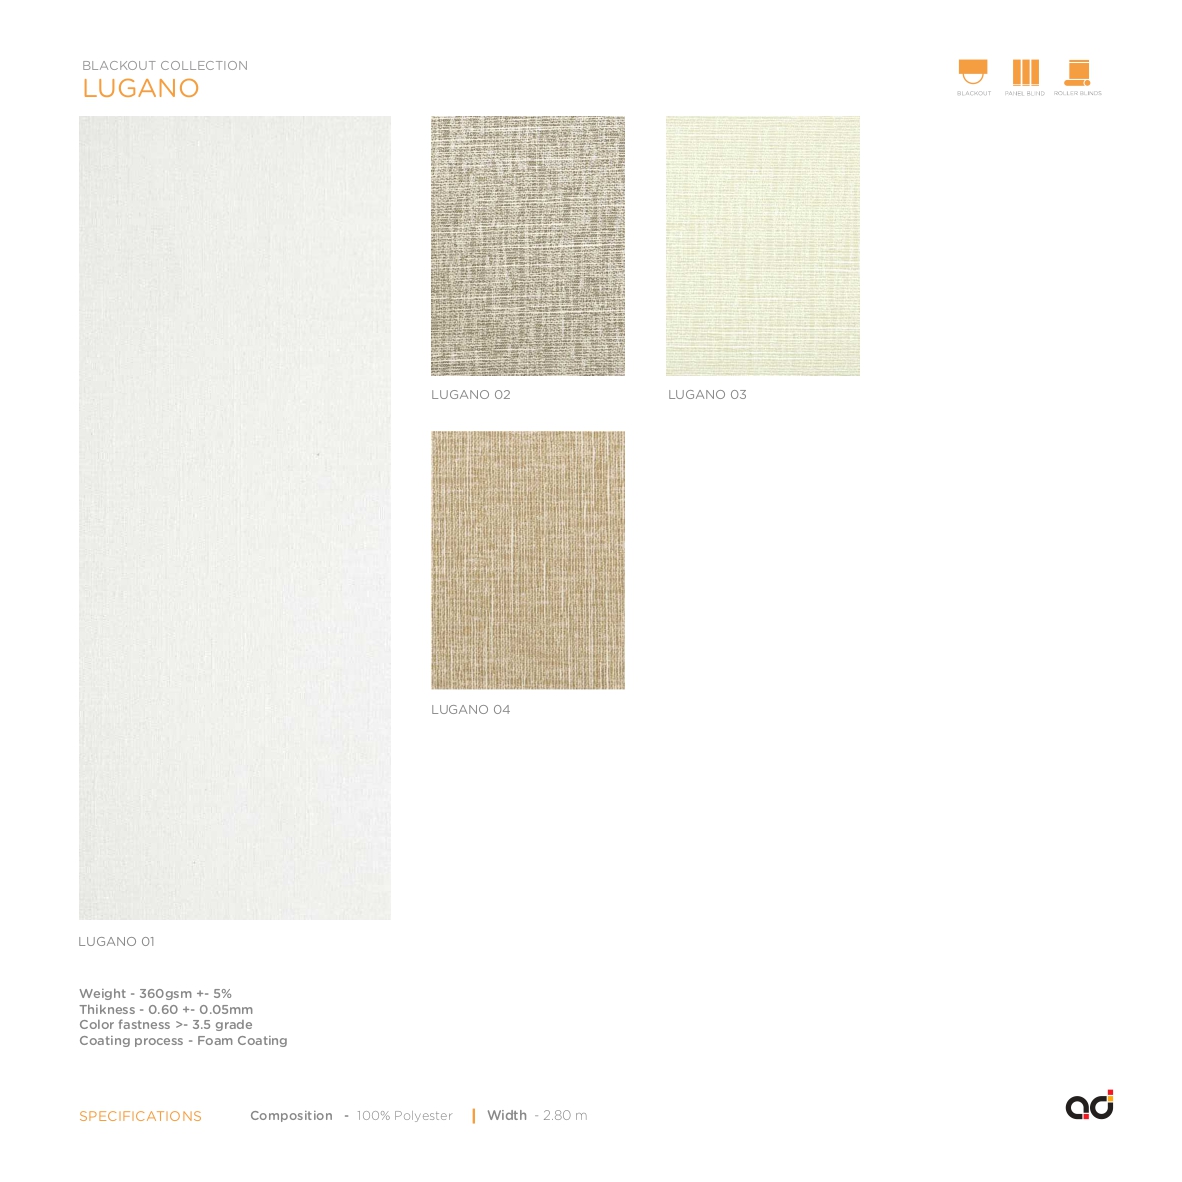 BLACKOUT COLLECTION
LUGANO
BLACKOUT
PANEL BLIND
ROLLER BLINDS
LUGANO 02
LUGANO 03
LUGANO 04
LUGANO 01
Weight - 360gsm +- 5%
Thikness - 0.60 +- 0.05mm
Color fastness >- 3.5 grade
Coating process - Foam Coating
SPECIFICATIONS Composition - 100% Polyester | Width - 2.80 m
ad